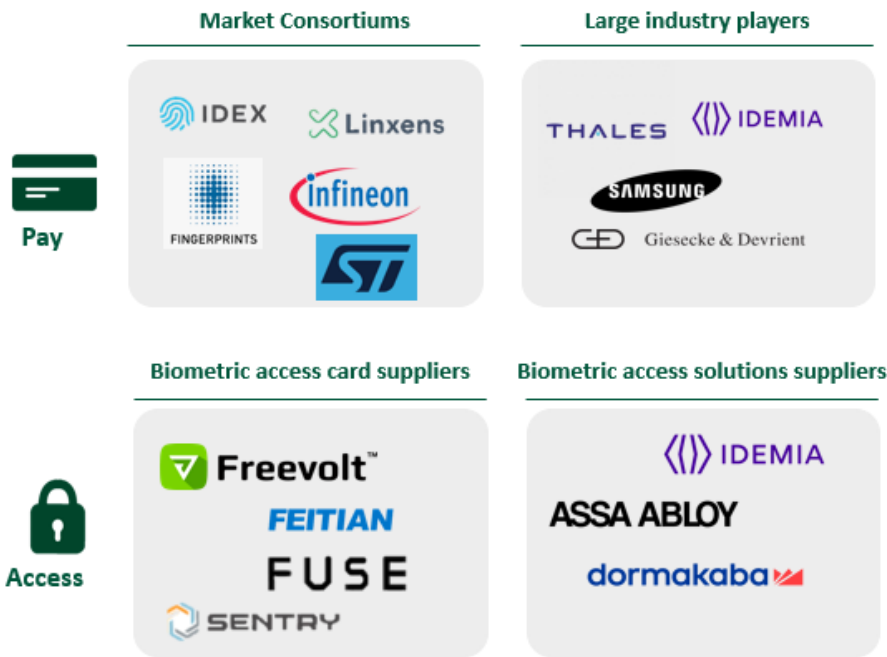 Market Consortiums
Large industry players
IDEX
Linxens
THALES
IDEMIA
FINGERPRINTS
infineon
SAMSUNG
Giesecke & Devrient
ST
Pay
Biometric access card suppliers
Biometric access solutions suppliers
Freevolt™
IDEMIA
FEITIAN
ASSA ABLOY
FUSE
dormakaba
SENTRY
Access